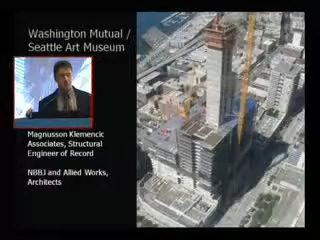 Washington Mutual /
Seattle Art Museum
Magnusson Klemencic
Associates, Structural
Engineer of Record
NBBJ and Allied Works,
Architects